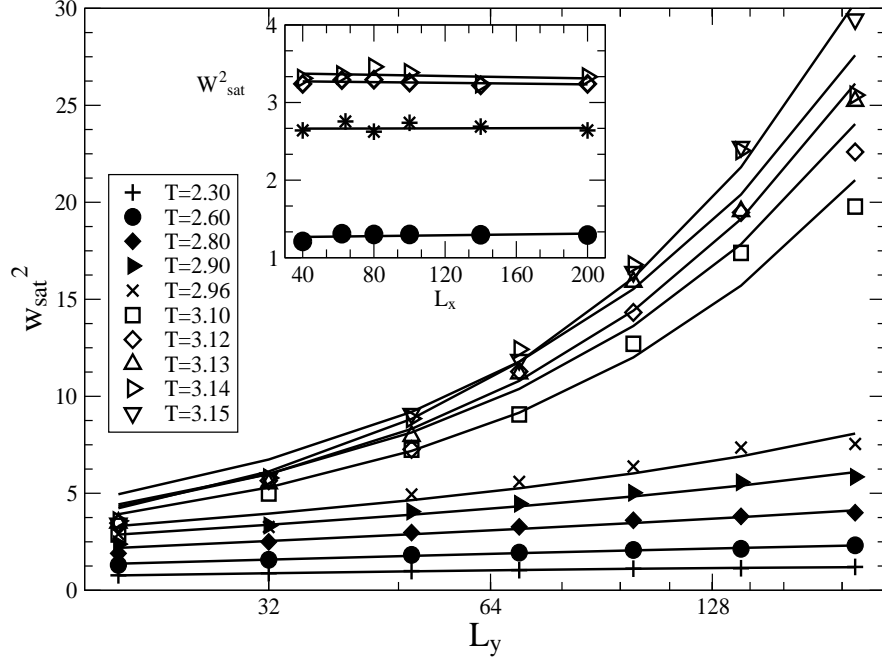 30
25
20
15
10
5
0
w_sat^2
32
64
128
L_y
T=2.30
T=2.60
T=2.80
T=2.90
T=2.96
T=3.10
T=3.12
T=3.13
T=3.14
T=3.15
4
3
2
1
W^2_sat
40
80
120
160
200
L_x